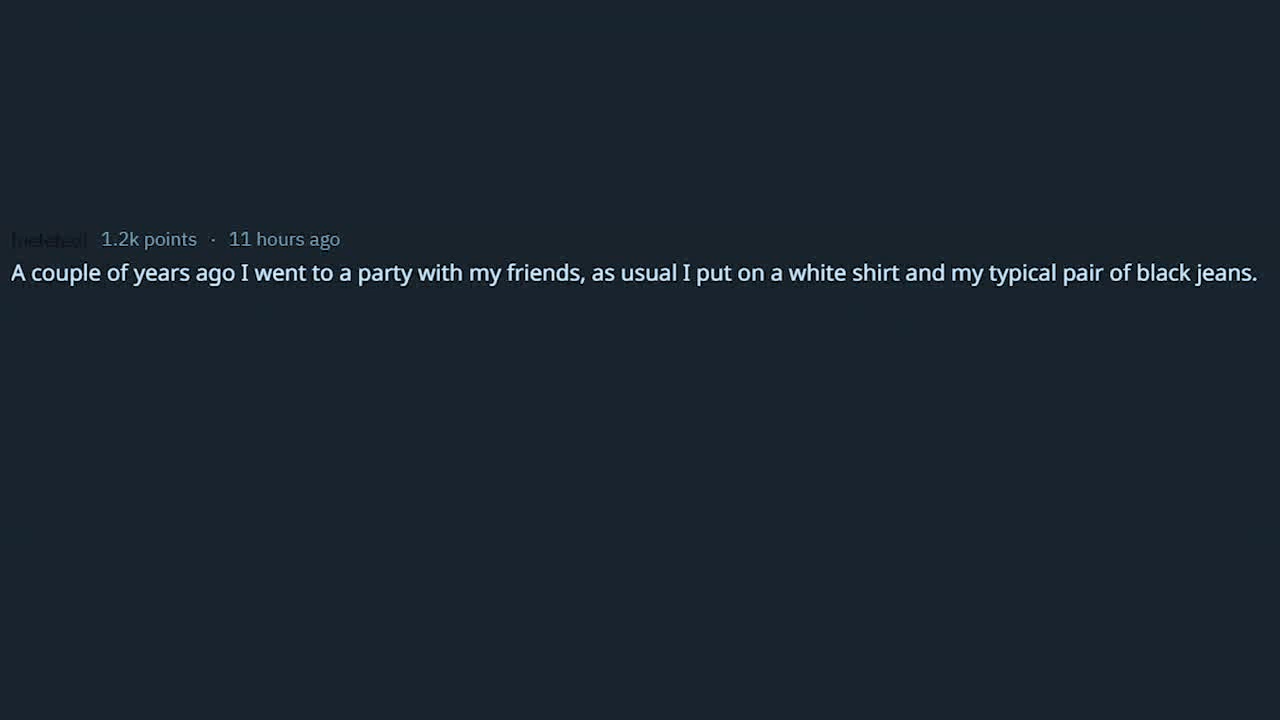 [deleted] 1.2k points · 11 hours ago
A couple of years ago I went to a party with my friends, as usual I put on a white shirt and my typical pair of black jeans.